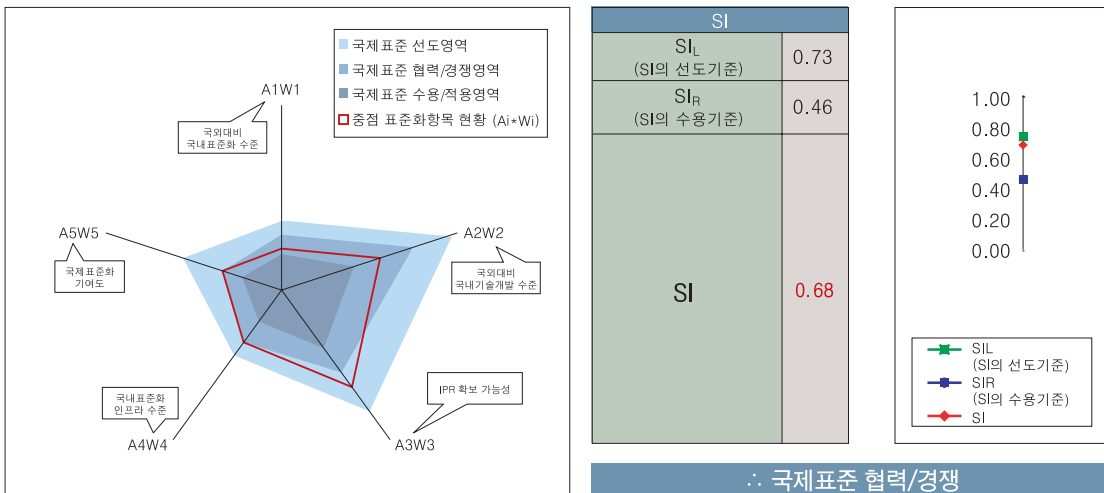 국제표준 선도영역
국제표준 협력/경쟁영역
국제표준 수용/적용영역
중점 표준화항목 현황 (Ai*Wi)
A1W1
국외대비
국내표준화 수준
A2W2
국외대비
국내기술개발 수준
A5W5
국제표준화
기여도
국내표준화
인프라 수준
A4W4
IPR 확보 가능성
A3W3
SI
SIL
(SI의 선도기준)
0.73
SIR
(SI의 수용기준)
0.46
SI
0.68
1.00
0.80
0.60
0.40
0.20
0.00
SIL
(SI의 선도기준)
SIR
(SI의 수용기준)
SI
∴ 국제표준 협력/경쟁